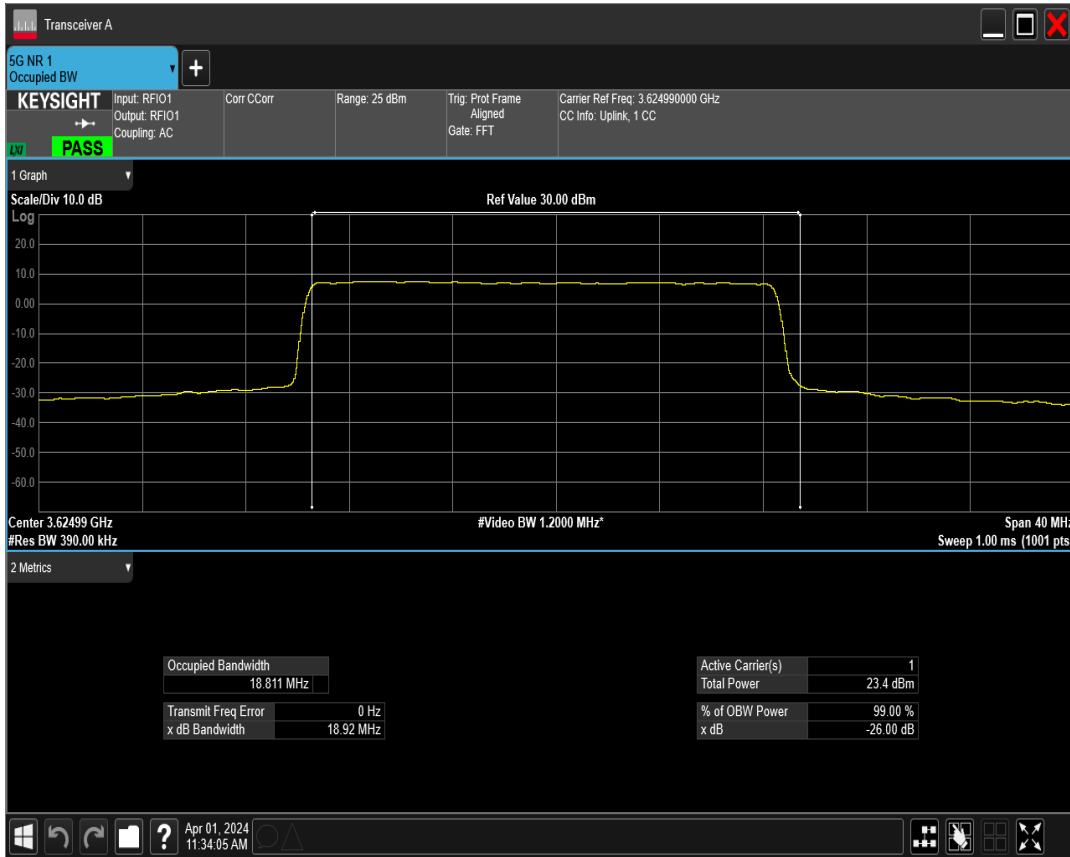 Transceiver A
5G NR 1
Occupied BW
KEYSIGHT
LXI
PASS
Input: RFIO1
Output: RFIO1
Coupling: AC
Corr CCorr
Range: 25 dBm
Trig: Prot Frame
Aligned
Gate: FFT
Carrier Ref Freq: 3.624990000 GHz
CC Info: Uplink, 1 CC
1 Graph
Scale/Div 10.0 dB
Ref Value 30.00 dBm
Log
20.0
10.0
0.00
-10.0
-20.0
-30.0
-40.0
-50.0
-60.0
Center 3.62499 GHz
#Video BW 1.2000 MHz*
Span 40 MHz
#Res BW 390.00 kHz
Sweep 1.00 ms (1001 pts
2 Metrics
Occupied Bandwidth
18.811 MHz
Transmit Freq Error 0 Hz
x dB Bandwidth 18.92 MHz
Active Carrier(s) 1
Total Power 23.4 dBm
% of OBW Power 99.00 %
x dB -26.00 dB
?
Apr 01, 2024
11:34:05 AM